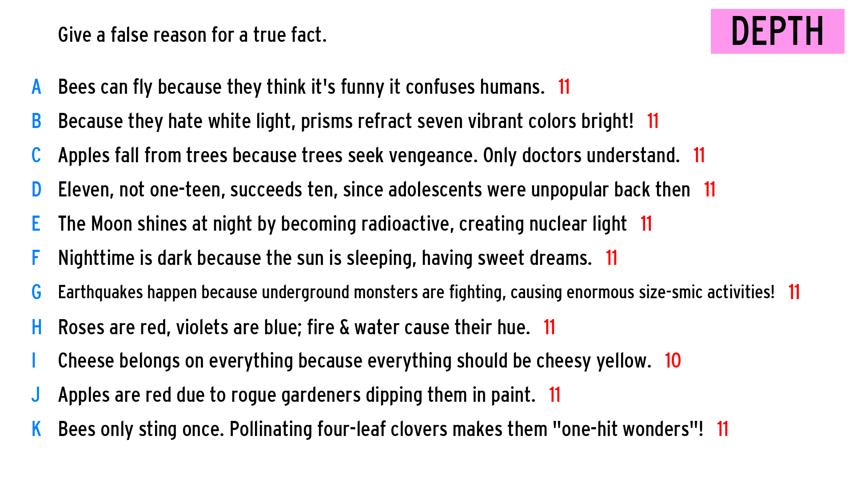 Give a false reason for a true fact.
DEPTH
A Bees can fly because they think it's funny it confuses humans. 11
B Because they hate white light, prisms refract seven vibrant colors bright! 11
C Apples fall from trees because trees seek vengeance. Only doctors understand. 11
D Eleven, not one-teen, succeeds ten, since adolescents were unpopular back then 11
E The Moon shines at night by becoming radioactive, creating nuclear light 11
F Nighttime is dark because the sun is sleeping, having sweet dreams. 11
G Earthquakes happen because underground monsters are fighting, causing enormous size-smic activities! 11
H Roses are red, violets are blue; fire & water cause their hue. 11
I Cheese belongs on everything because everything should be cheesy yellow. 10
J Apples are red due to rogue gardeners dipping them in paint. 11
K Bees only sting once. Pollinating four-leaf clovers makes them "one-hit wonders"! 11